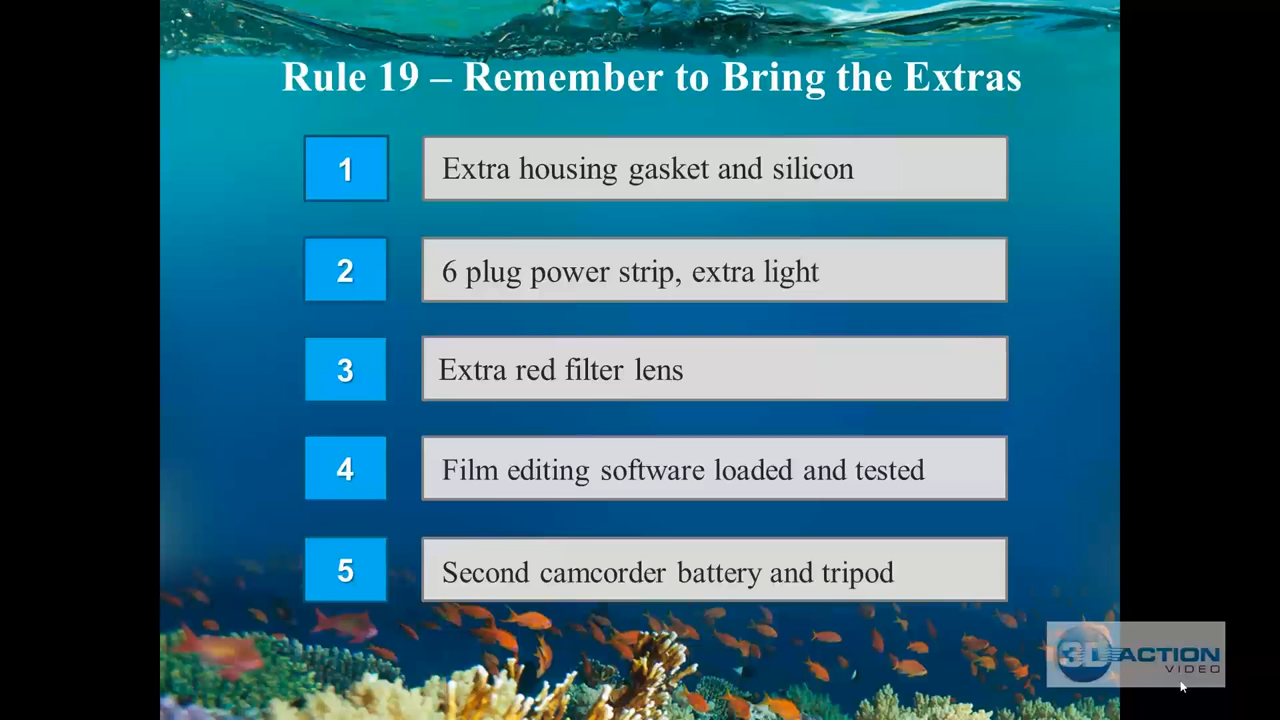 Rule 19 – Remember to Bring the Extras
1
Extra housing gasket and silicon
2
6 plug power strip, extra light
3
Extra red filter lens
4
Film editing software loaded and tested
5
Second camcorder battery and tripod
3D ACTION
VIDEO